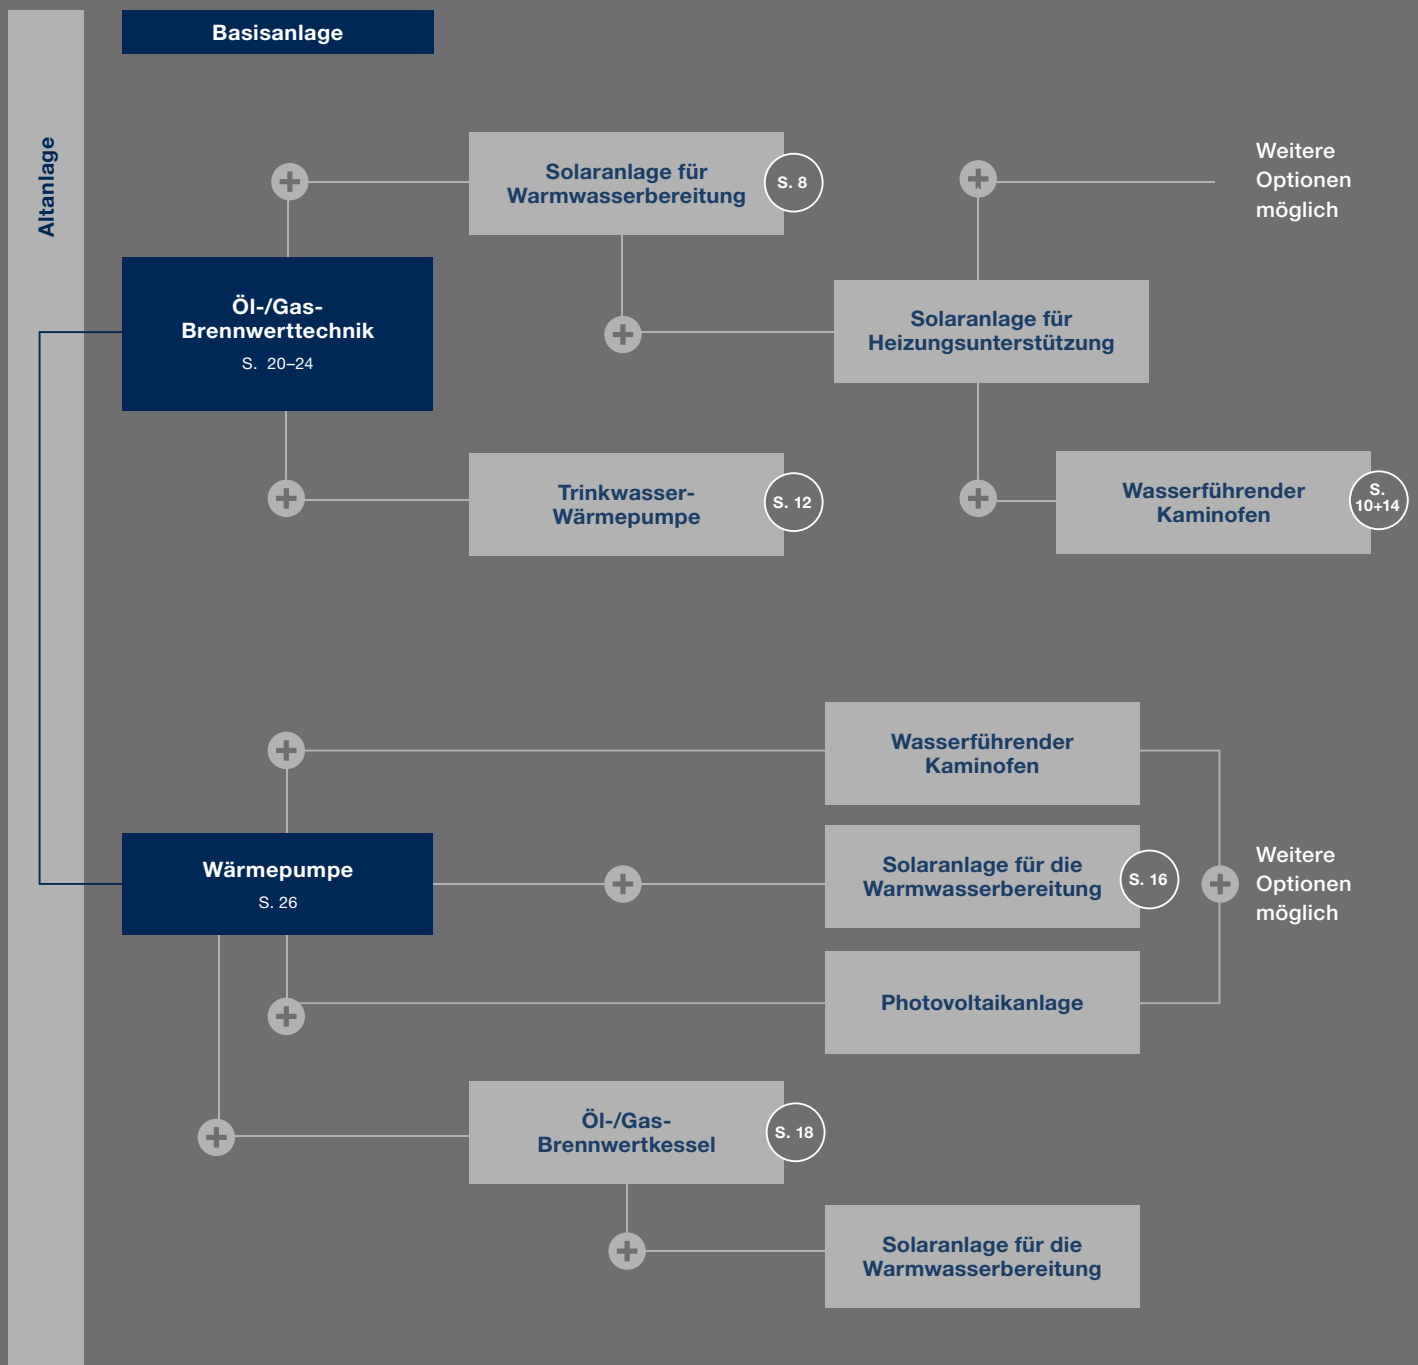 Basisanlage
Altanlage
Solaranlage für
Warmwasserbereitung
S. 8
Weitere
Optionen
möglich
Öl-/Gas-
Brennwerttechnik
S. 20–24
Solaranlage für
Heizungsunterstützung
Trinkwasser-
Wärmepumpe
S. 12
Wasserführender
Kaminofen
S.
10+14
Wasserführender
Kaminofen
Wärmepumpe
S. 26
Solaranlage für die
Warmwasserbereitung
S. 16
Weitere
Optionen
möglich
Photovoltaikanlage
Öl-/Gas-
Brennwertkessel
S. 18
Solaranlage für die
Warmwasserbereitung